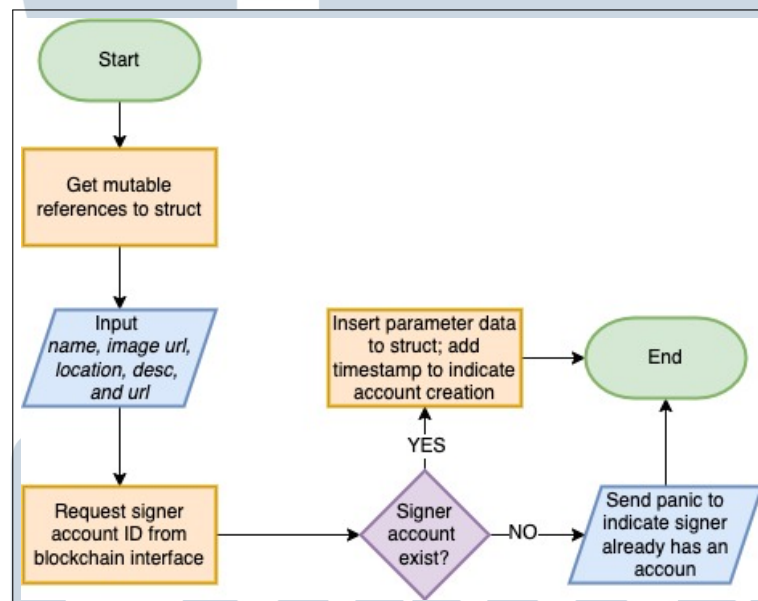 Start
Get mutable
references to struct
Input
name, image url,
location, desc,
and url
Request signer
account ID from
blockchain interface
Signer
account
exist?
YES
Insert parameter data
to struct; add
timestamp to indicate
account creation
NO
Send panic to
indicate signer
already has an
accoun
End